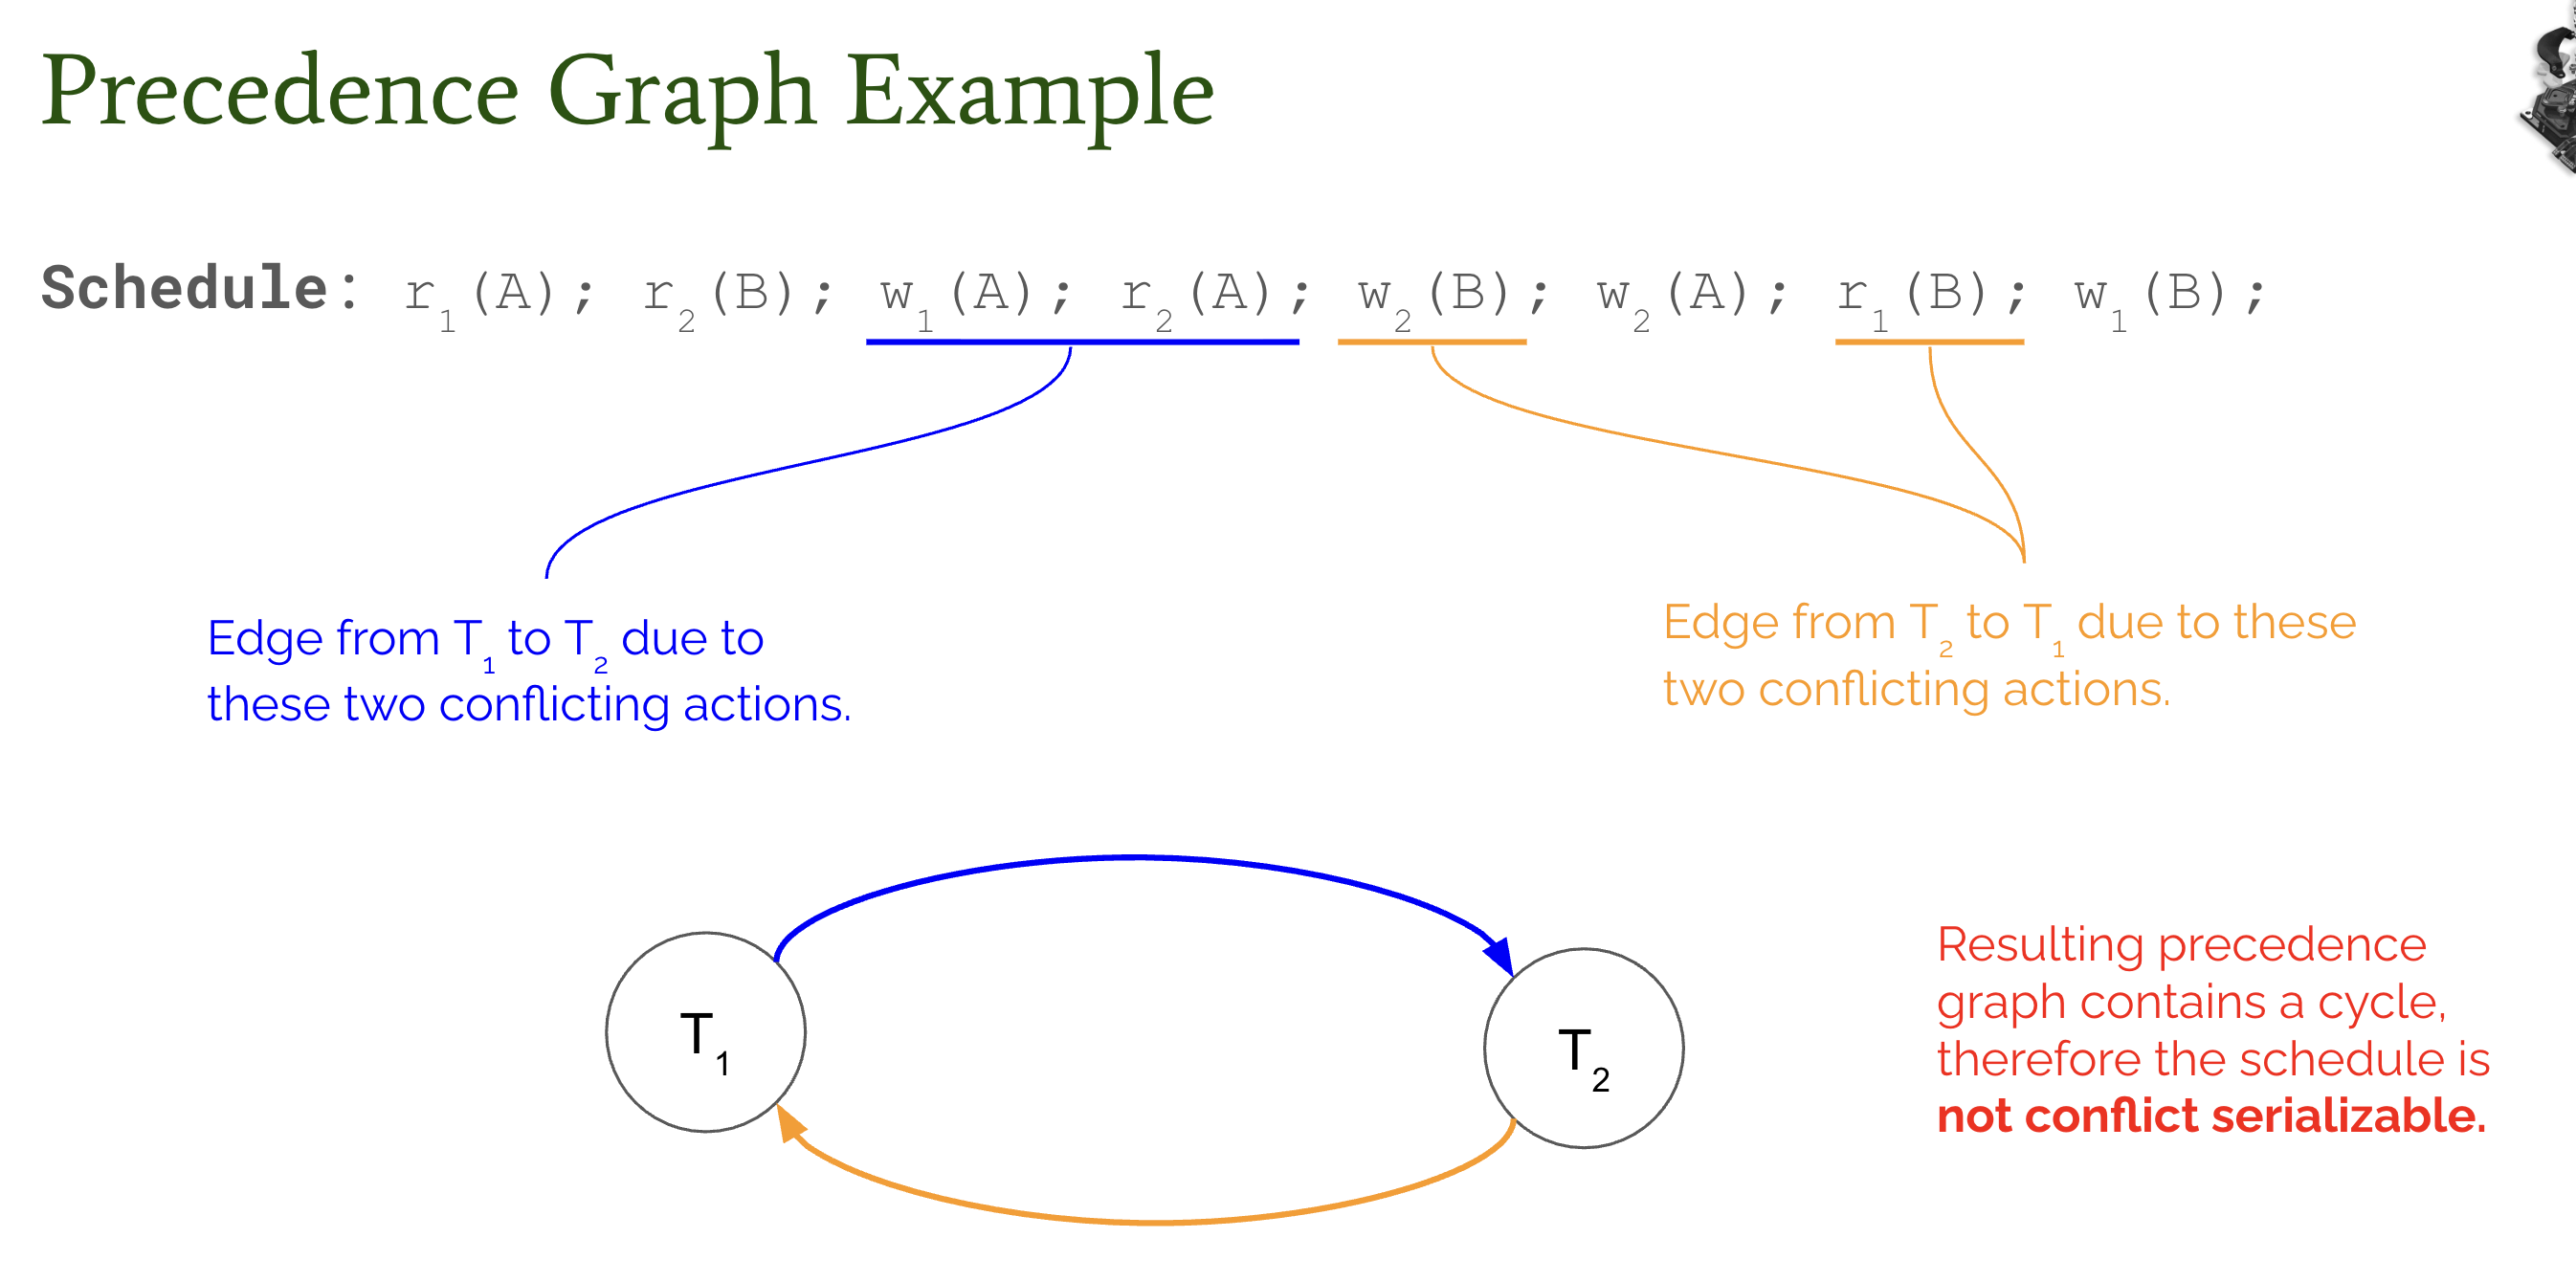 Precedence Graph Example
Schedule: r1(A); r2(B); w1(A); r2(A); w2(B); w2(A); r1(B); w1(B);
Edge from T1 to T2 due to
these two conflicting actions.
Edge from T2 to T1 due to these
two conflicting actions.
T1
T2
Resulting precedence
graph contains a cycle,
therefore the schedule is
not conflict serializable.